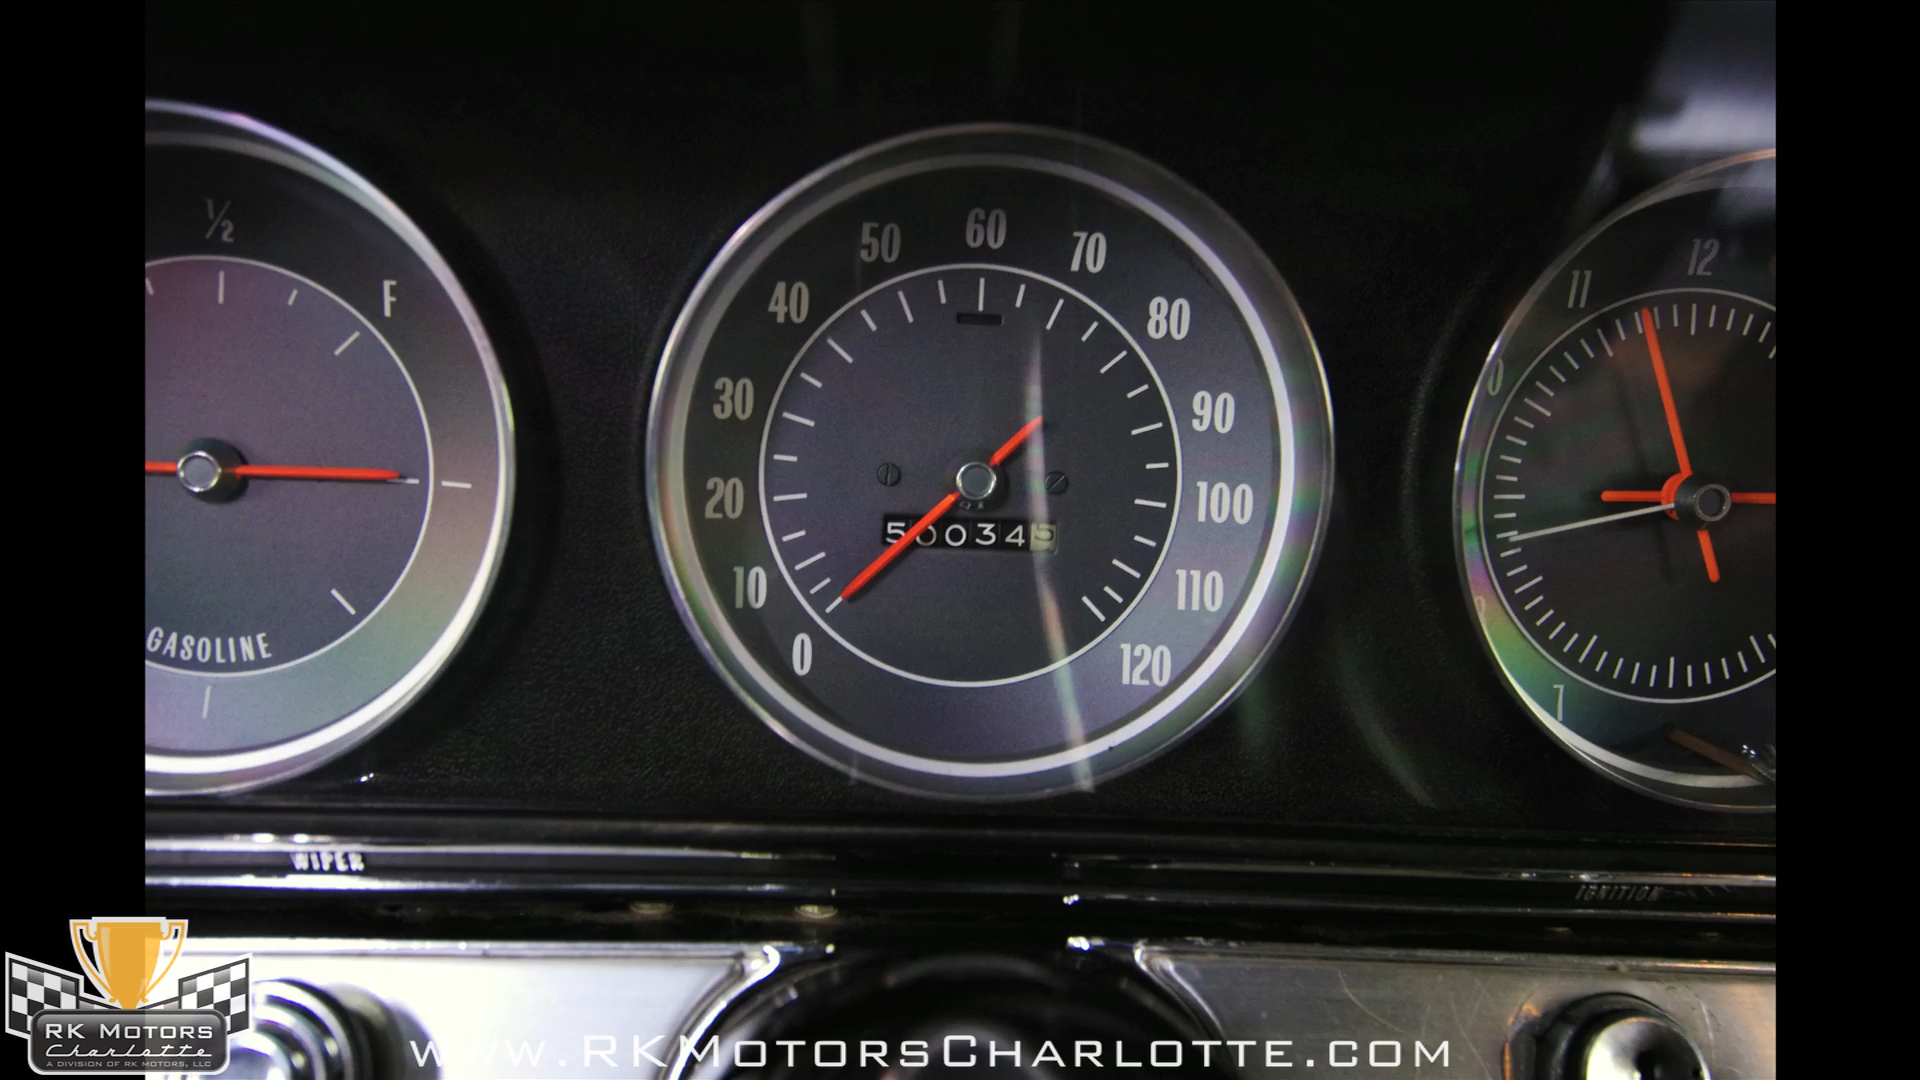 ½
F
GASOLINE
0
10
20
30
40
50
60
70
80
90
100
110
120
500345
11
12
7
WIPER
IGNITION
RK MOTORS
Charlotte
A DIVISION OF RK MOTORS, LLC
www.RKMotorsCharlotte.com